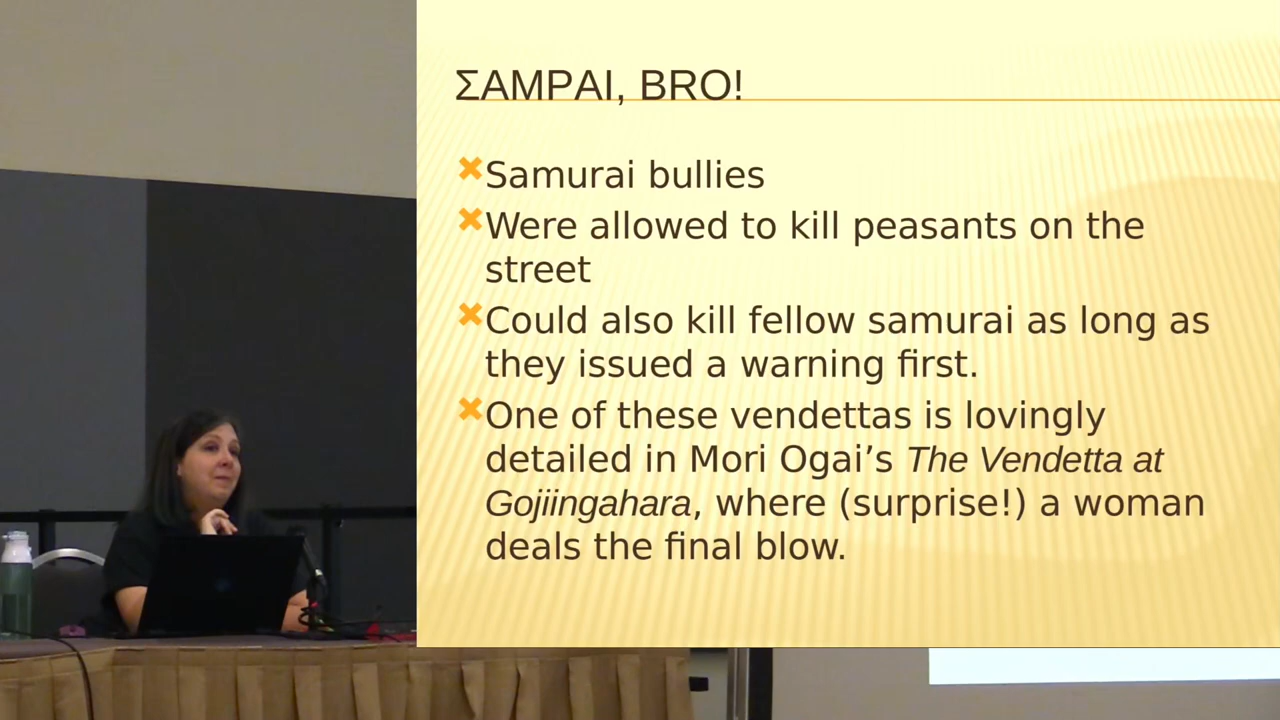 ΣAMPAI, BRO!
Samurai bullies
Were allowed to kill peasants on the
street
Could also kill fellow samurai as long as
they issued a warning first.
One of these vendettas is lovingly
detailed in Mori Ogai’s The Vendetta at
Gojiingahara, where (surprise!) a woman
deals the final blow.